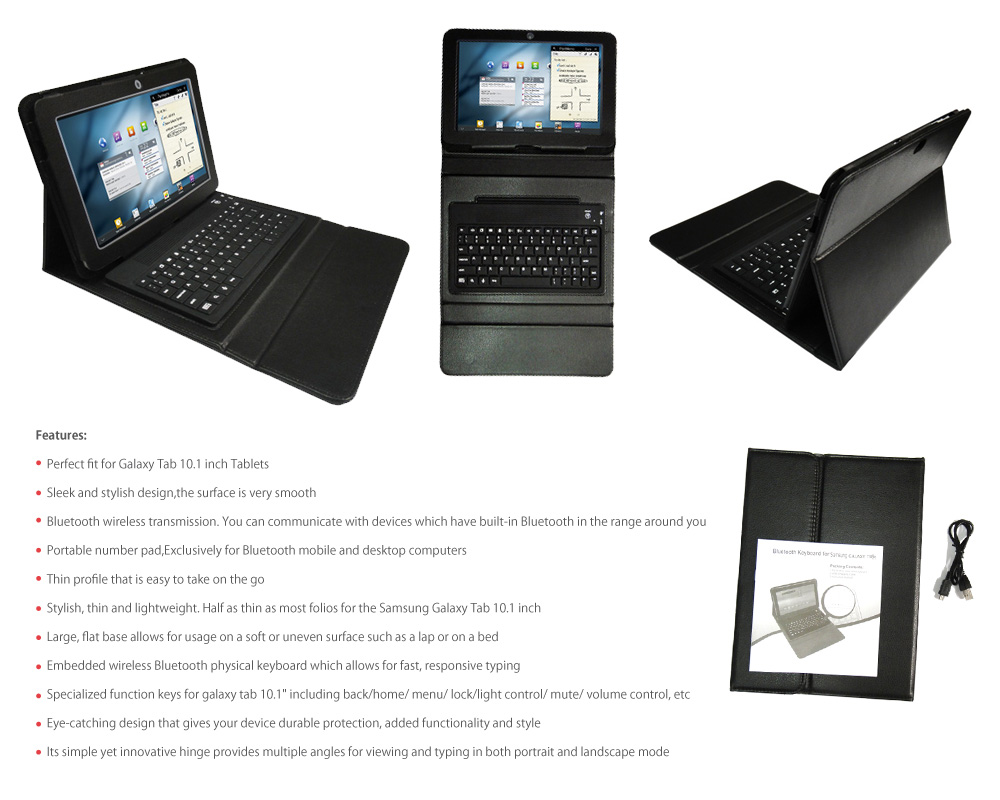 Features:
Perfect fit for Galaxy Tab 10.1 inch Tablets
Sleek and stylish design,the surface is very smooth
Bluetooth wireless transmission. You can communicate with devices which have built-in Bluetooth in the range around you
Portable number pad,Exclusively for Bluetooth mobile and desktop computers
Thin profile that is easy to take on the go
Stylish, thin and lightweight. Half as thin as most folios for the Samsung Galaxy Tab 10.1 inch
Large, flat base allows for usage on a soft or uneven surface such as a lap or on a bed
Embedded wireless Bluetooth physical keyboard which allows for fast, responsive typing
Specialized function keys for galaxy tab 10.1" including back/home/ menu/ lock/light control/ mute/ volume control, etc
Eye-catching design that gives your device durable protection, added functionality and style
Its simple yet innovative hinge provides multiple angles for viewing and typing in both portrait and landscape mode
Bluetooth Keyboard for Samsung GALAXY Tab